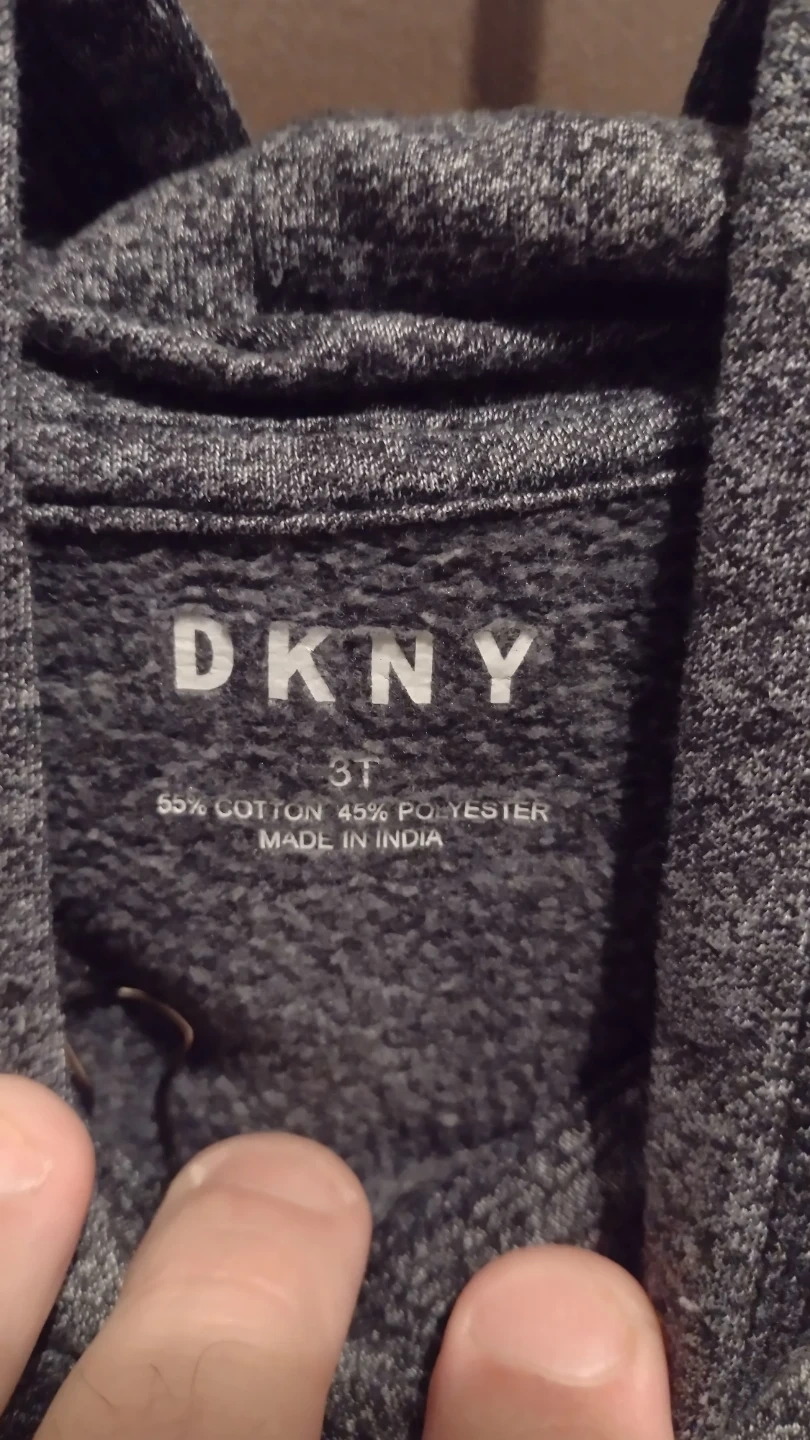 DKNY
3T
55% COTTON 45% POLYESTER
MADE IN INDIA